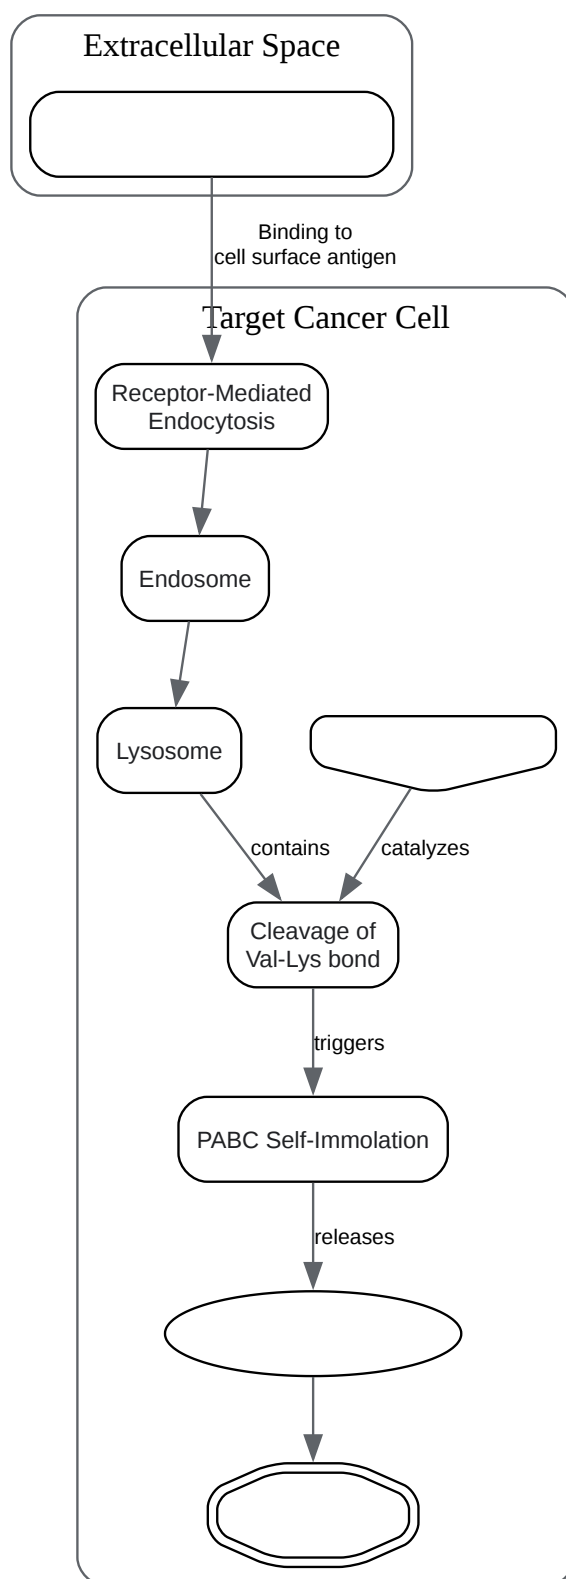 Extracellular Space
Binding to
cell surface antigen
Target Cancer Cell
Receptor-Mediated
Endocytosis
Endosome
Lysosome
contains
catalyzes
Cleavage of
Val-Lys bond
triggers
PABC Self-Immolation
releases